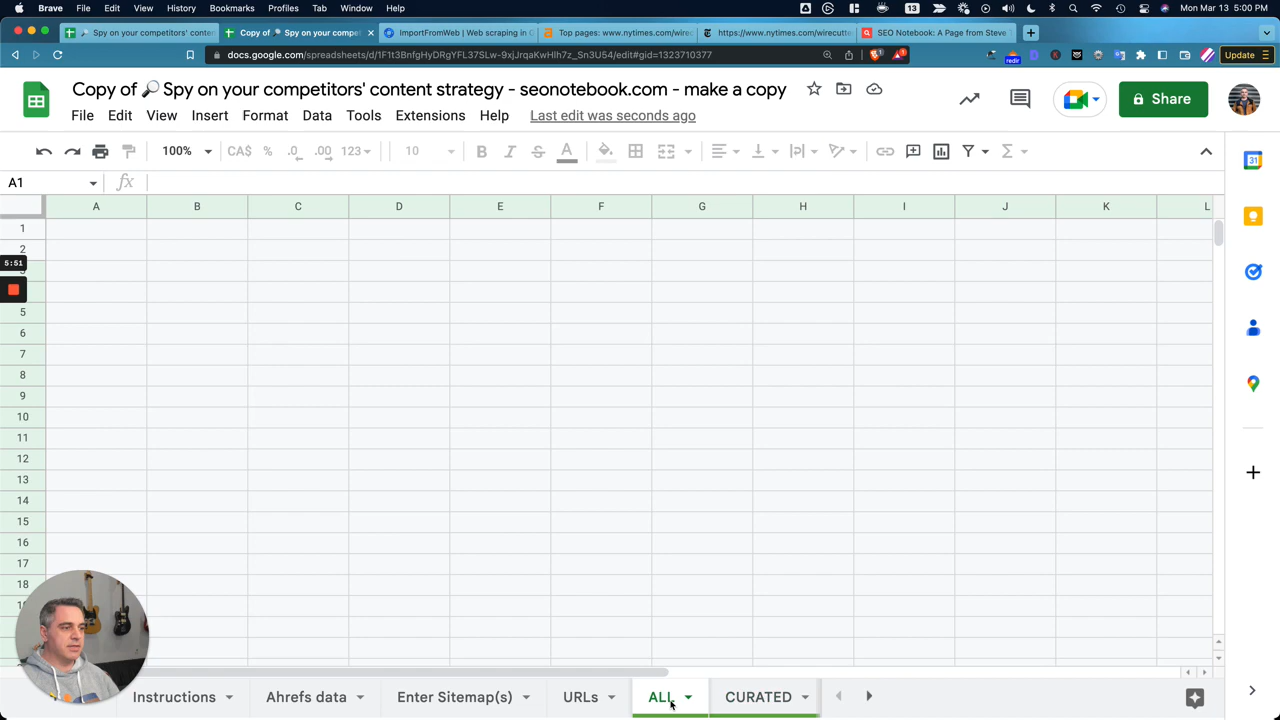 Brave File Edit View History Bookmarks Profiles Tab Window Help 13 Mon Mar 13 5:00 PM
Spy on your competitors' conten
Copy of 🔎 Spy on your compet
ImportFromWeb | Web scraping in G
Top pages: www.nytimes.com/wirec
https://www.nytimes.com/wirecutter
SEO Notebook: A Page from Steve T
docs.google.com/spreadsheets/d/1F1t3BnfgHyDRgYFL37SLw-9xjJrqaKwHlh7z_Sn3U54/edit#gid=1323710377
redir
Update
Copy of 🔎 Spy on your competitors' content strategy - seonotebook.com - make a copy
Share
File Edit View Insert Format Data Tools Extensions Help Last edit was seconds ago
100% CA$ % .0 .00 123 10 B I S A Σ
A1 fx
A B C D E F G H I J K L
1
2
5:51
5
6
7
8
9
10
11
12
13
14
15
16
17
18
Instructions Ahrefs data Enter Sitemap(s) URLs ALL CURATED
31